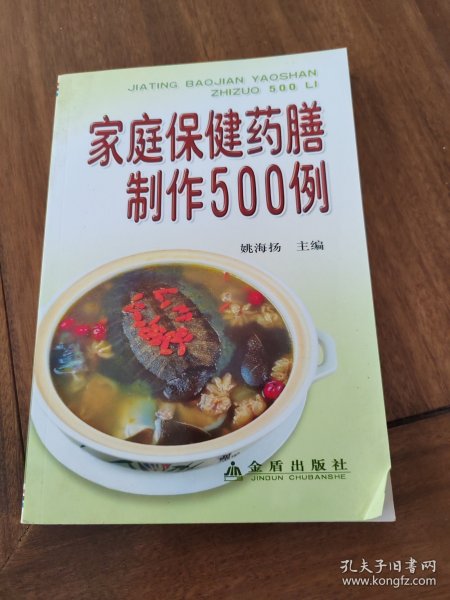 JIATING BAOJIAN YAOSHAN
ZHIZUO 500 LI
家庭保健药膳
制作500例
姚海扬 主编
金盾出版社
JINDUN CHUBANSHE
孔夫子旧书网
www.kongfz.com